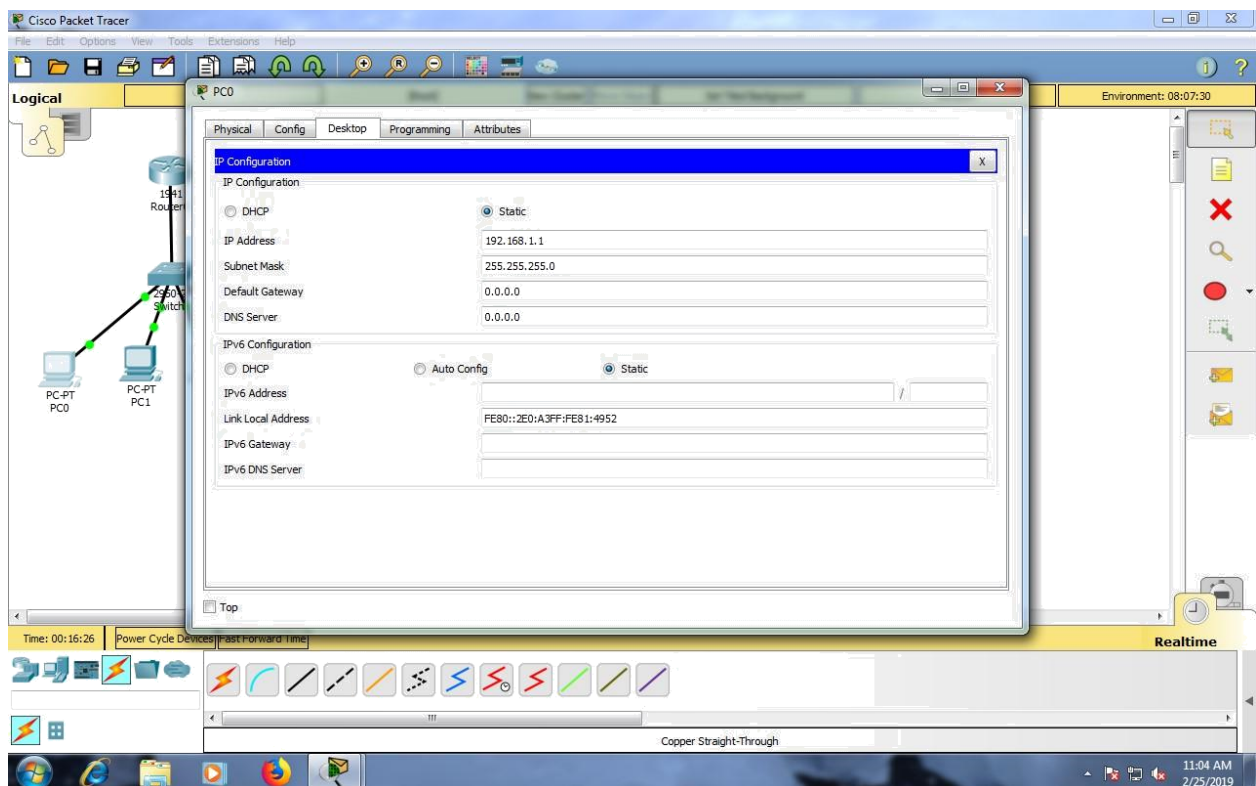 Cisco Packet Tracer
File Edit Options View Tools Extensions Help
Logical
PC0
Environment: 08:07:30
Physical Config Desktop Programming Attributes
IP Configuration X
IP Configuration
DHCP Static
IP Address 192.168.1.1
Subnet Mask 255.255.255.0
Default Gateway 0.0.0.0
DNS Server 0.0.0.0
IPv6 Configuration
DHCP Auto Config Static
IPv6 Address /
Link Local Address FE80::2E0:A3FF:FE81:4952
IPv6 Gateway
IPv6 DNS Server
Top
1941
Router
2960
Switch
PC-PT
PC0
PC-PT
PC1
Time: 00:16:26 Power Cycle Devices Fast Forward Time
Realtime
Copper Straight-Through
11:04 AM
2/25/2019